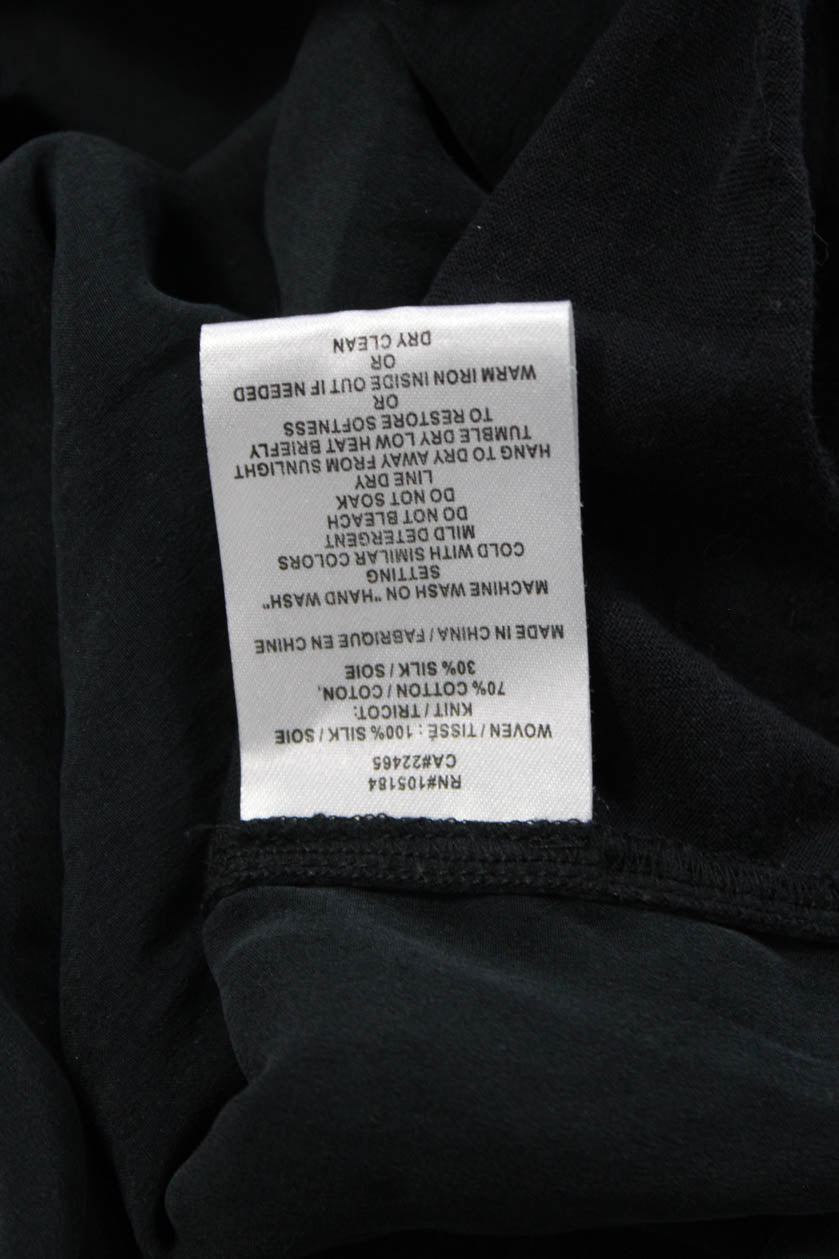 RN#105184
CA#22465
WOVEN / TISSÉ : 100% SILK / SOIE
KNIT / TRICOT:
70% COTTON / COTON,
30% SILK / SOIE
MADE IN CHINA / FABRIQUE EN CHINE
MACHINE WASH ON "HAND WASH"
SETTING
COLD WITH SIMILAR COLORS
MILD DETERGENT
DO NOT BLEACH
DO NOT SOAK
LINE DRY
HANG TO DRY AWAY FROM SUNLIGHT
TUMBLE DRY LOW HEAT BRIEFLY
TO RESTORE SOFTNESS
OR
WARM IRON INSIDE OUT IF NEEDED
OR
DRY CLEAN